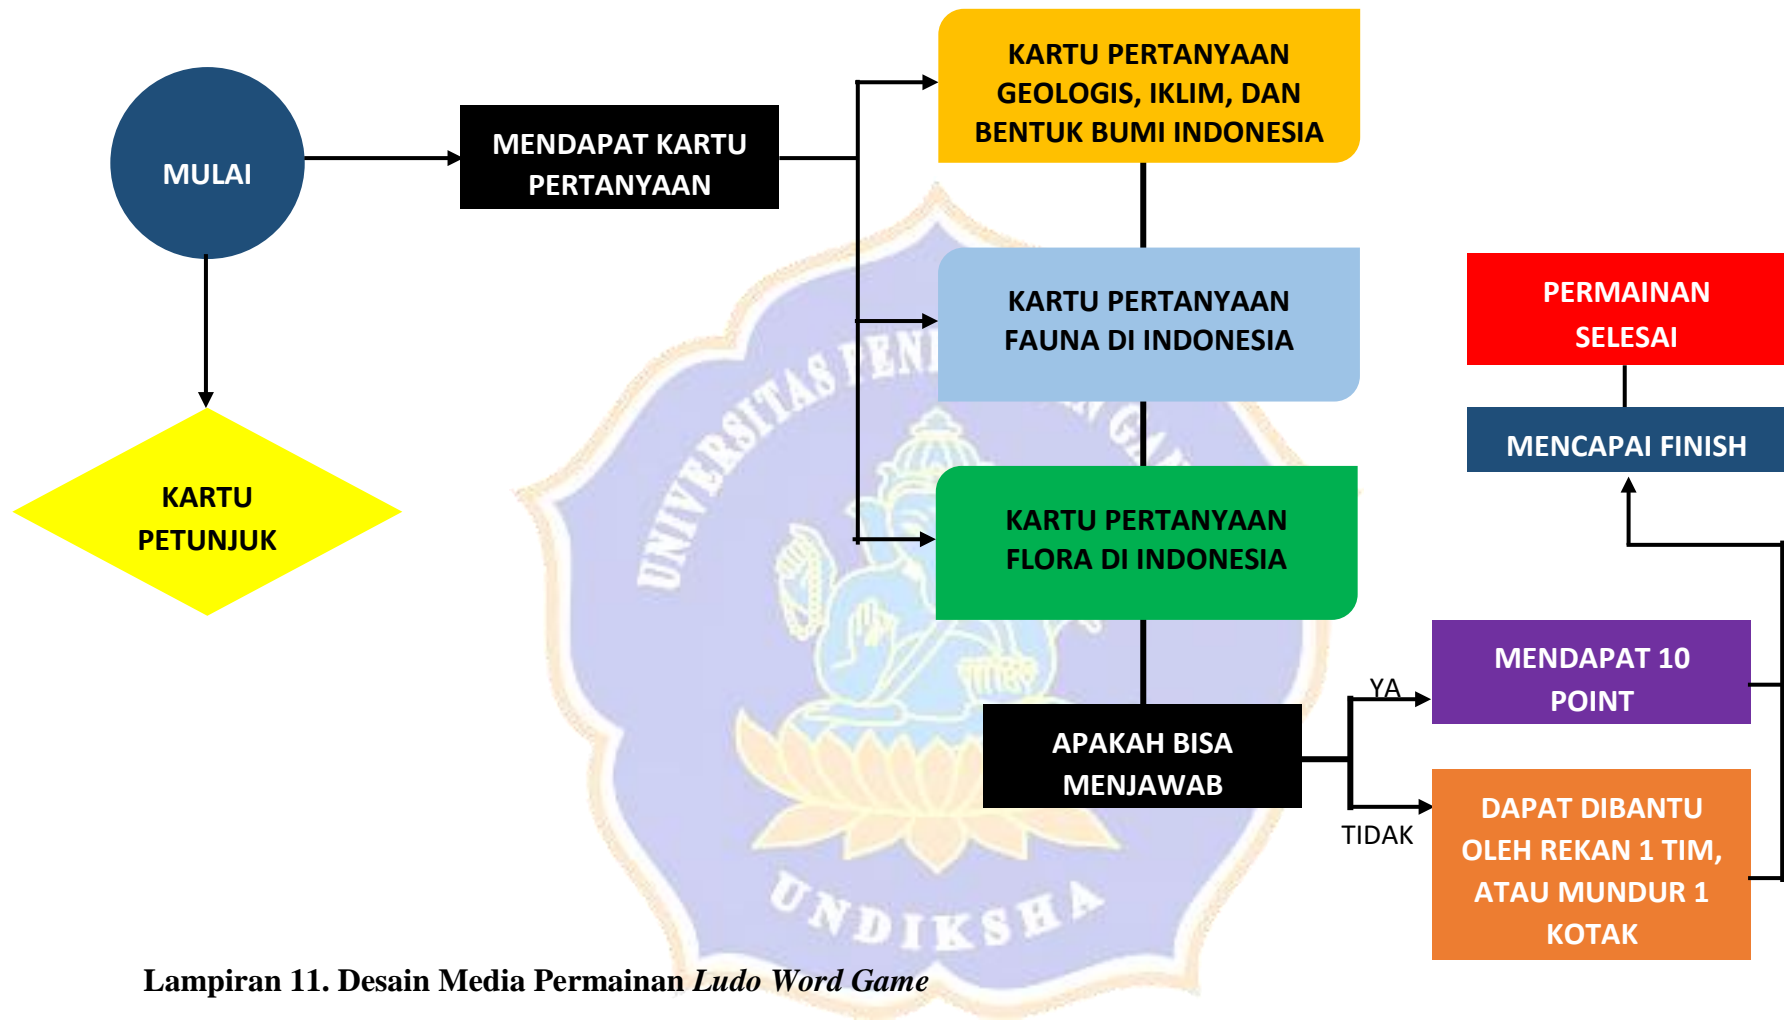 MULAI
KARTU
PETUNJUK
MENDAPAT KARTU
PERTANYAAN
KARTU PERTANYAAN
GEOLOGIS, IKLIM, DAN
BENTUK BUMI INDONESIA
KARTU PERTANYAAN
FAUNA DI INDONESIA
KARTU PERTANYAAN
FLORA DI INDONESIA
APAKAH BISA
MENJAWAB
YA
TIDAK
MENDAPAT 10
POINT
DAPAT DIBANTU
OLEH REKAN 1 TIM,
ATAU MUNDUR 1
KOTAK
MENCAPAI FINISH
PERMAINAN
SELESAI
UNIVERSITAS
UNDIKSHA
Lampiran 11. Desain Media Permainan Ludo Word Game